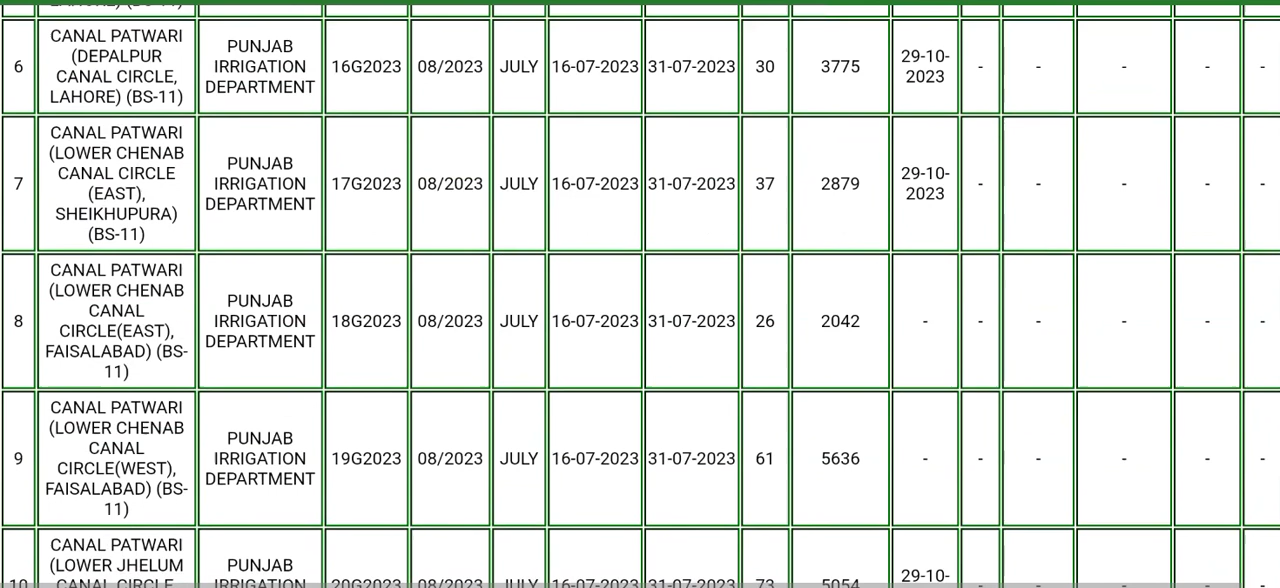 LAHORE) (BS-11)
6
CANAL PATWARI
(DEPALPUR
CANAL CIRCLE,
LAHORE) (BS-11)
PUNJAB
IRRIGATION
DEPARTMENT
16G2023
08/2023
JULY
16-07-2023
31-07-2023
30
3775
29-10-
2023
-
-
-
-
-
7
CANAL PATWARI
(LOWER CHENAB
CANAL CIRCLE
(EAST),
SHEIKHUPURA)
(BS-11)
PUNJAB
IRRIGATION
DEPARTMENT
17G2023
08/2023
JULY
16-07-2023
31-07-2023
37
2879
29-10-
2023
-
-
-
-
-
8
CANAL PATWARI
(LOWER CHENAB
CANAL
CIRCLE(EAST),
FAISALABAD) (BS-
11)
PUNJAB
IRRIGATION
DEPARTMENT
18G2023
08/2023
JULY
16-07-2023
31-07-2023
26
2042
-
-
-
-
-
-
9
CANAL PATWARI
(LOWER CHENAB
CANAL
CIRCLE(WEST),
FAISALABAD) (BS-
11)
PUNJAB
IRRIGATION
DEPARTMENT
19G2023
08/2023
JULY
16-07-2023
31-07-2023
61
5636
-
-
-
-
-
-
10
CANAL PATWARI
(LOWER JHELUM
CANAL CIRCLE
PUNJAB
IRRIGATION
20G2023
08/2023
JULY
16-07-2023
31-07-2023
73
5054
29-10-
-
-
-
-
-